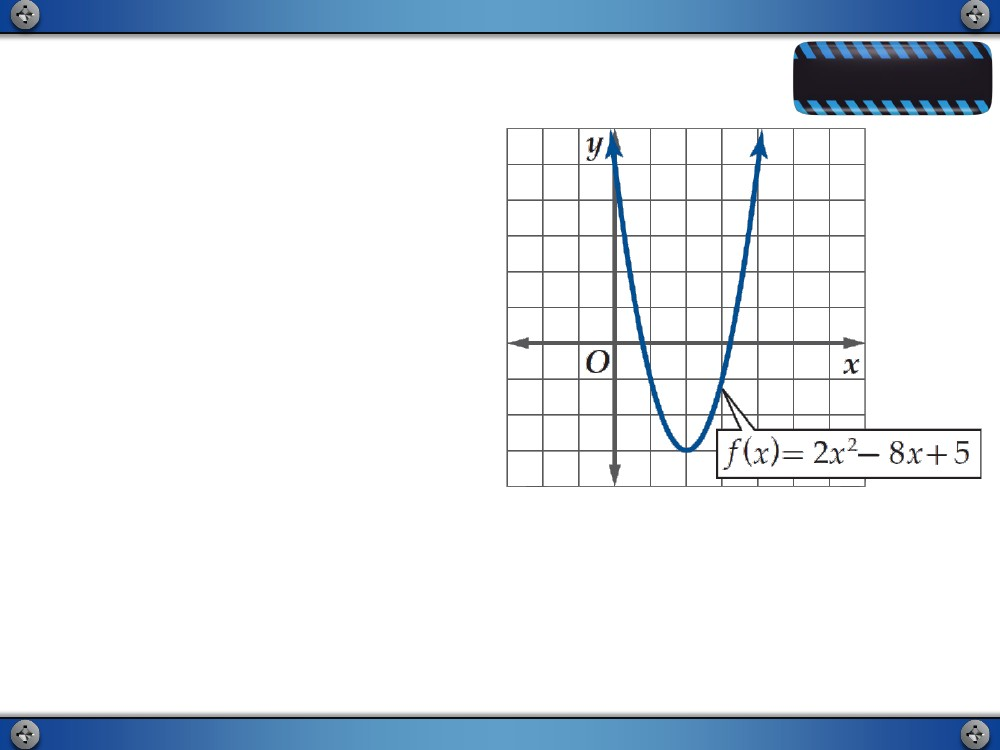 y
O
x
f(x)= 2x²– 8x+5